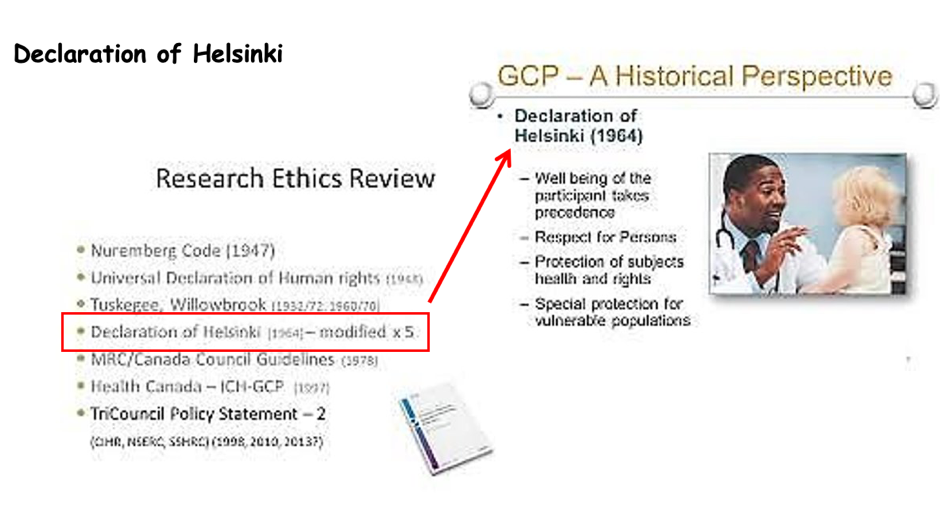 Declaration of Helsinki
GCP – A Historical Perspective
• Declaration of
Helsinki (1964)
– Well being of the
participant takes
precedence
– Respect for Persons
– Protection of subjects
health and rights
– Special protection for
vulnerable populations
Research Ethics Review
• Nuremberg Code (1947)
• Universal Declaration of Human rights (1948)
• Tuskegee, Willowbrook (1932/72, 1960/70)
• Declaration of Helsinki (1964)– modified x 5
• MRC/Canada Council Guidelines (1978)
• Health Canada – ICH-GCP (1997)
• TriCouncil Policy Statement – 2
(CIHR, NSERC, SSHRC) (1998, 2010, 2013?)